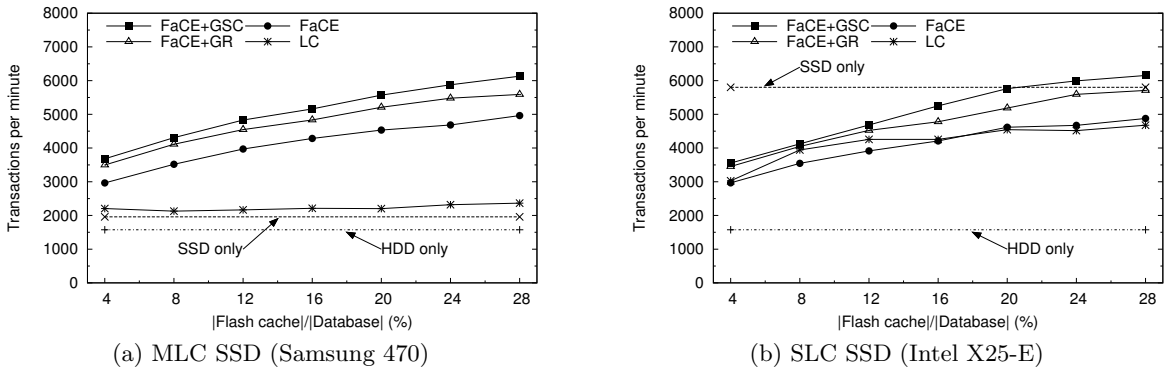 8000
7000
6000
5000
4000
3000
2000
1000
0
Transactions per minute
FaCE+GSC FaCE
FaCE+GR LC
SSD only HDD only
4 8 12 16 20 24 28
|Flash cache|/|Database| (%)
(a) MLC SSD (Samsung 470)
8000
7000
6000
5000
4000
3000
2000
1000
0
Transactions per minute
FaCE+GSC FaCE
FaCE+GR LC
SSD only
HDD only
4 8 12 16 20 24 28
|Flash cache|/|Database| (%)
(b) SLC SSD (Intel X25-E)